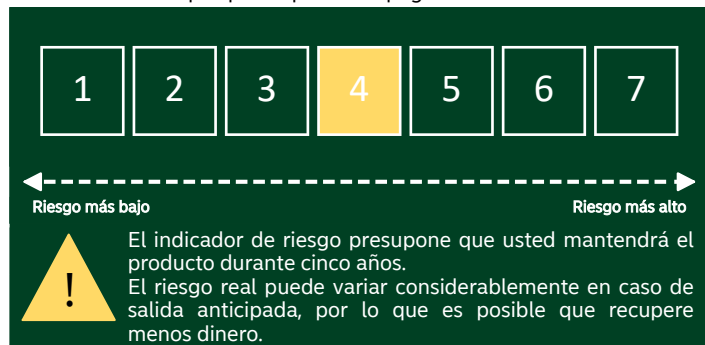 1 2 3 4 5 6 7
Riesgo más bajo Riesgo más alto
!
El indicador de riesgo presupone que usted mantendrá el
producto durante cinco años.
El riesgo real puede variar considerablemente en caso de
salida anticipada, por lo que es posible que recupere
menos dinero.